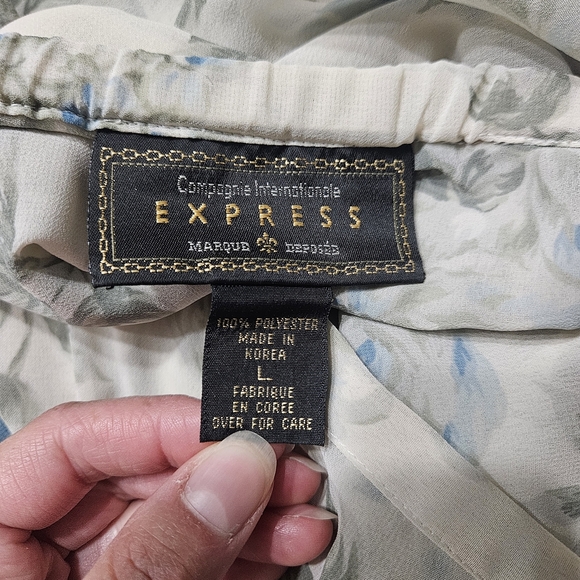 Compagnie Internationale
EXPRESS
MARQUE DEPOSÉE
100% POLYESTER
MADE IN
KOREA
L
FABRIQUE
EN COREE
OVER FOR CARE